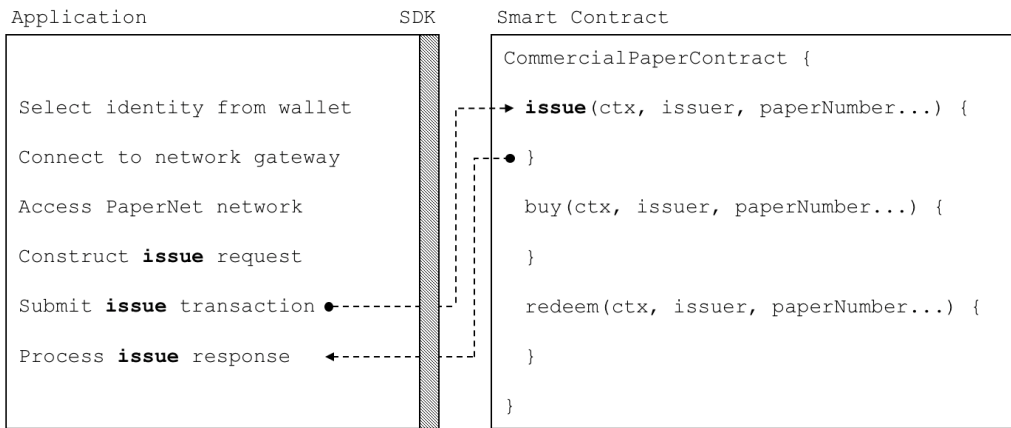 Application
SDK
Smart Contract
Select identity from wallet
Connect to network gateway
Access PaperNet network
Construct issue request
Submit issue transaction
Process issue response
CommercialPaperContract {
issue(ctx, issuer, paperNumber...) {
}
buy(ctx, issuer, paperNumber...) {
}
redeem(ctx, issuer, paperNumber...) {
}
}